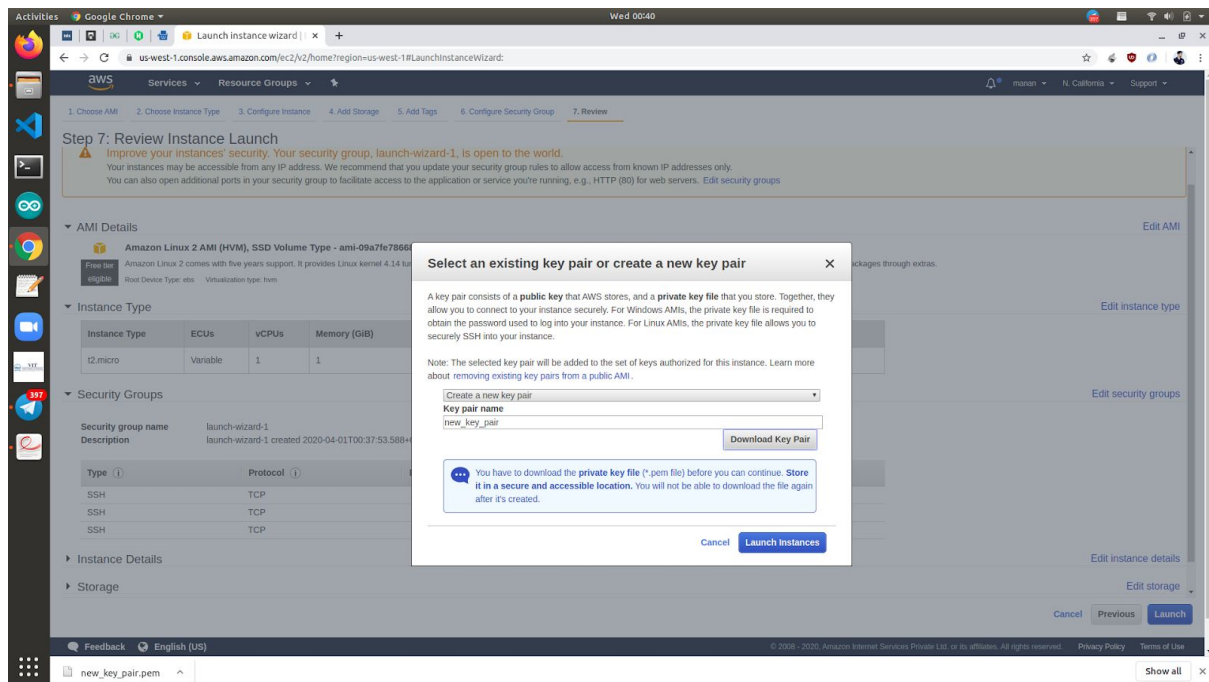 Activities Google Chrome Wed 00:40
Launch instance wizard |
us-west-1.console.aws.amazon.com/ec2/v2/home?region=us-west-1#LaunchInstanceWizard:
aws Services Resource Groups manan N. California Support
1. Choose AMI 2. Choose Instance Type 3. Configure Instance 4. Add Storage 5. Add Tags 6. Configure Security Group 7. Review
Step 7: Review Instance Launch
Improve your instances' security. Your security group, launch-wizard-1, is open to the world.
Your instances may be accessible from any IP address. We recommend that you update your security group rules to allow access from known IP addresses only.
You can also open additional ports in your security group to facilitate access to the application or service you're running, e.g., HTTP (80) for web servers. Edit security groups
AMI Details Edit AMI
Amazon Linux 2 AMI (HVM), SSD Volume Type - ami-09a7fe7866
Free tier eligible
Amazon Linux 2 comes with five years support. It provides Linux kernel 4.14 ackages through extras.
Root Device Type: ebs Virtualization type: hvm
Instance Type Edit instance type
Instance Type ECUs vCPUs Memory (GiB)
t2.micro Variable 1 1
Security Groups Edit security groups
Security group name launch-wizard-1
Description launch-wizard-1 created 2020-04-01T00:37:53.588+
Type Protocol
SSH TCP
SSH TCP
SSH TCP
Instance Details Edit instance details
Storage Edit storage
Cancel Previous Launch
Select an existing key pair or create a new key pair
A key pair consists of a public key that AWS stores, and a private key file that you store. Together, they
allow you to connect to your instance securely. For Windows AMIs, the private key file is required to
obtain the password used to log into your instance. For Linux AMIs, the private key file allows you to
securely SSH into your instance.
Note: The selected key pair will be added to the set of keys authorized for this instance. Learn more
about removing existing key pairs from a public AMI.
Create a new key pair
Key pair name
new_key_pair
Download Key Pair
You have to download the private key file (*.pem file) before you can continue. Store
it in a secure and accessible location. You will not be able to download the file again
after it's created.
Cancel Launch Instances
Feedback English (US) © 2008 - 2020, Amazon Internet Services Private Ltd. or its affiliates. All rights reserved. Privacy Policy Terms of Use
new_key_pair.pem Show all
397